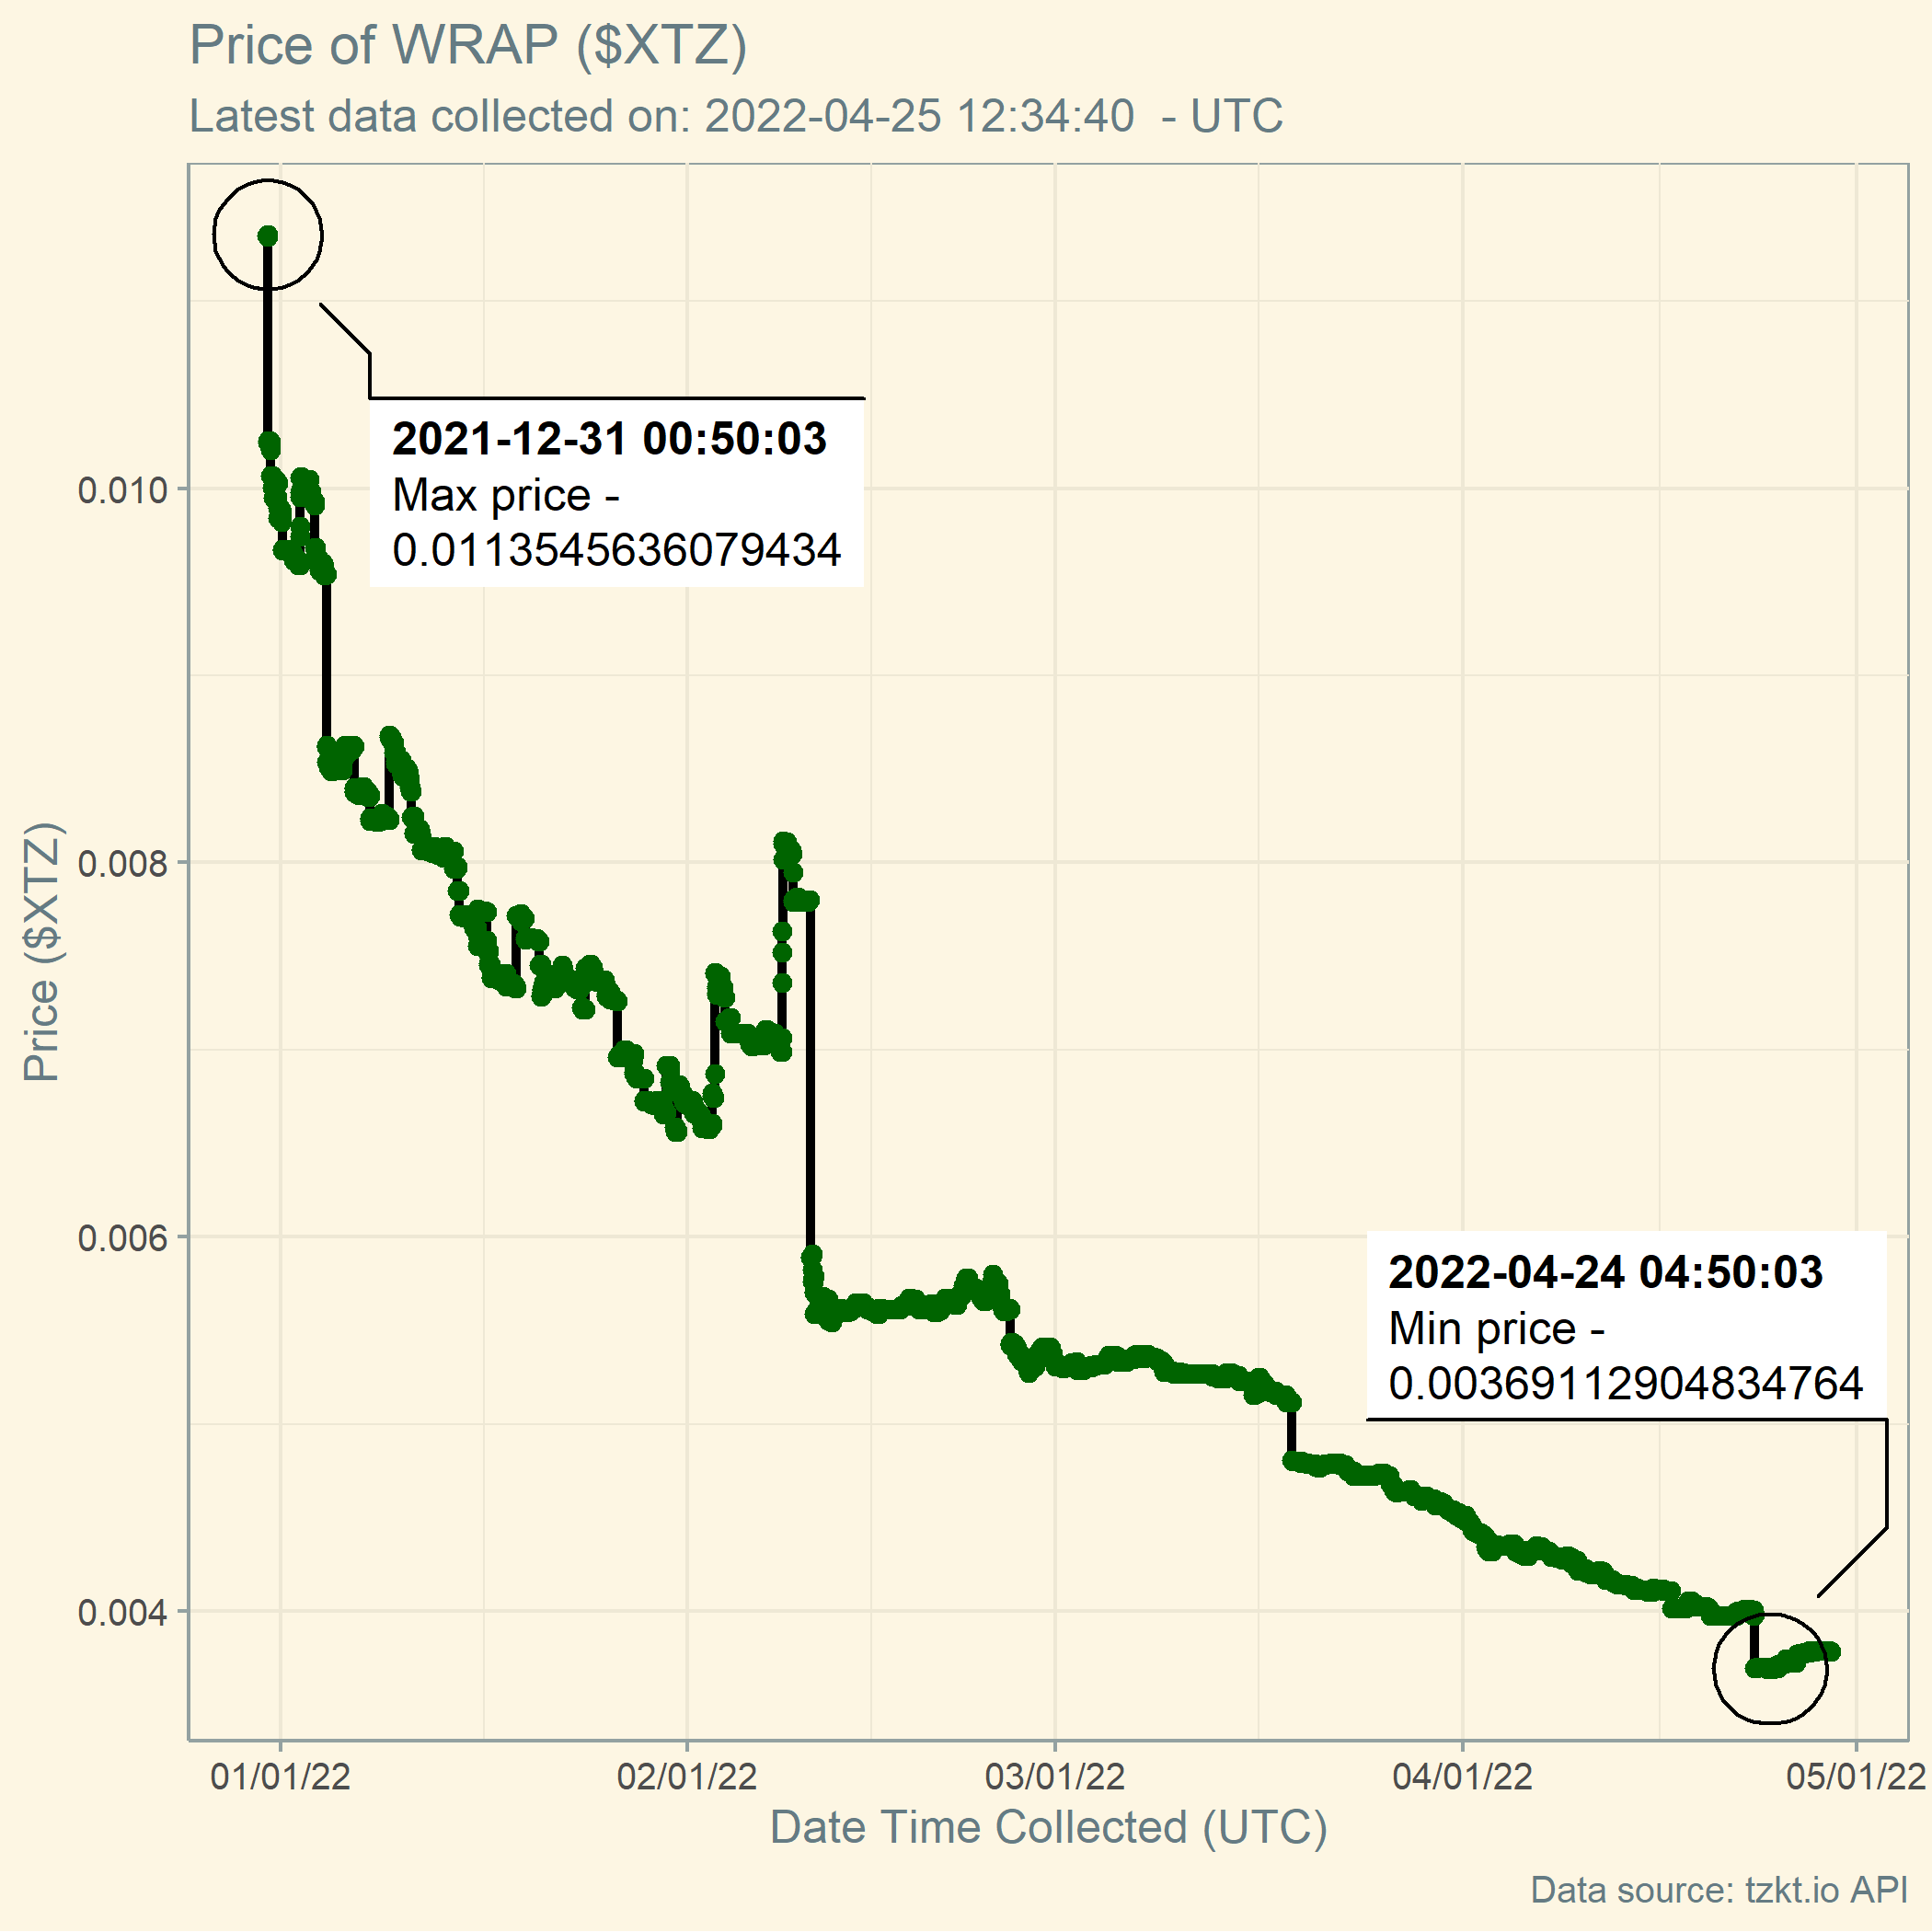 Price of WRAP ($XTZ)
Latest data collected on: 2022-04-25 12:34:40 - UTC
2021-12-31 00:50:03
Max price -
0.0113545636079434
0.010
0.008
0.006
0.004
Price ($XTZ)
2022-04-24 04:50:03
Min price -
0.00369112904834764
01/01/22
02/01/22
03/01/22
04/01/22
05/01/22
Date Time Collected (UTC)
Data source: tzkt.io API